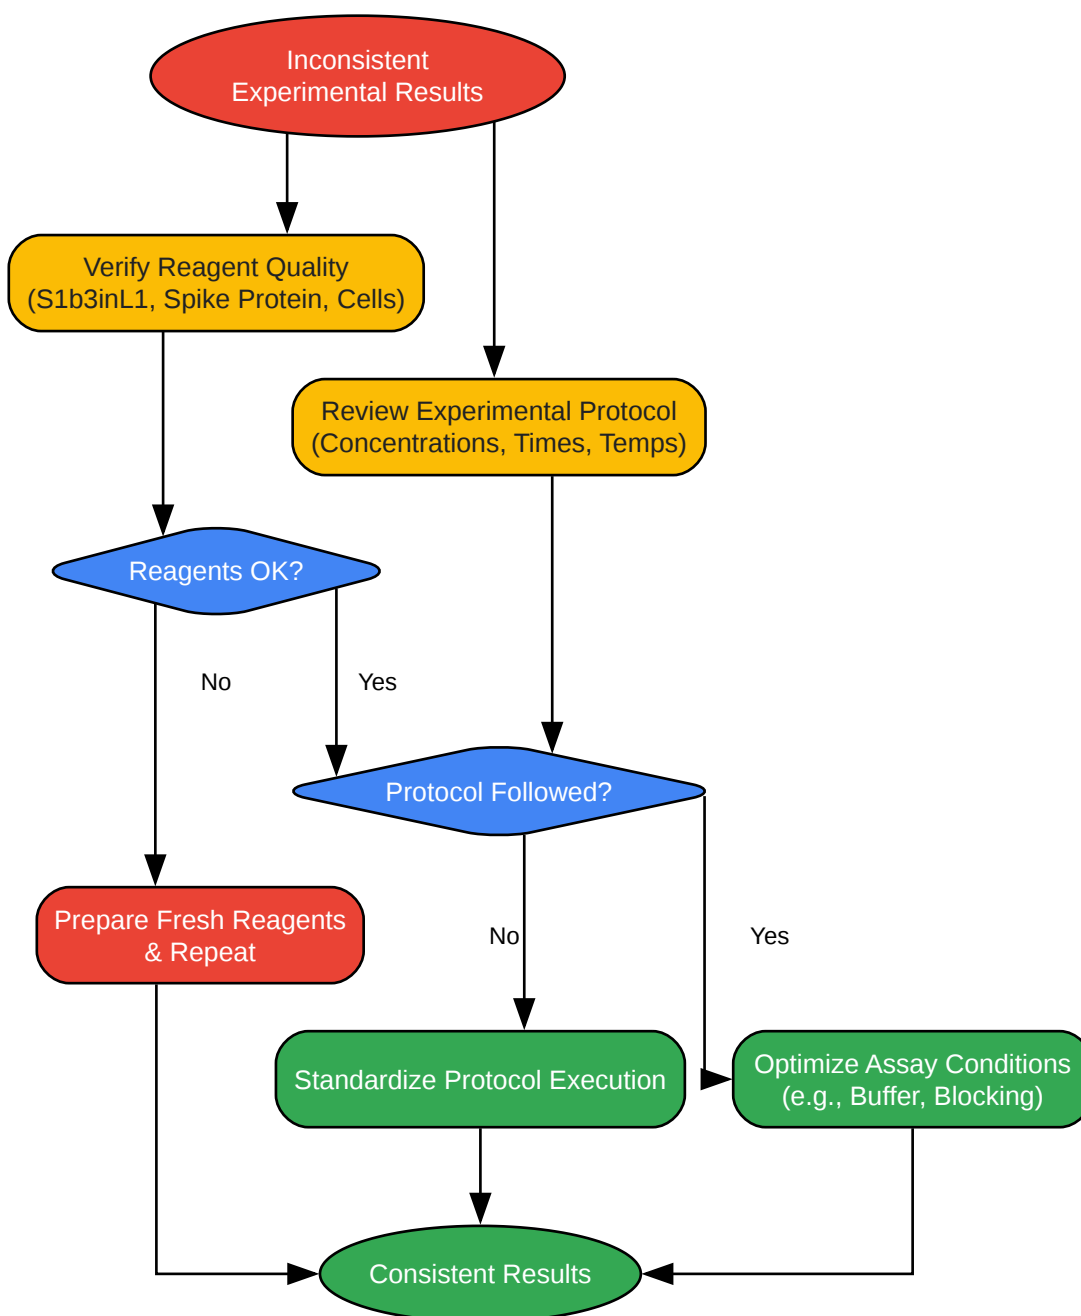 Inconsistent
Experimental Results
Verify Reagent Quality
(S1b3inL1, Spike Protein, Cells)
Review Experimental Protocol
(Concentrations, Times, Temps)
Reagents OK?
No
Yes
Protocol Followed?
Prepare Fresh Reagents
& Repeat
No
Yes
Standardize Protocol Execution
Optimize Assay Conditions
(e.g., Buffer, Blocking)
Consistent Results